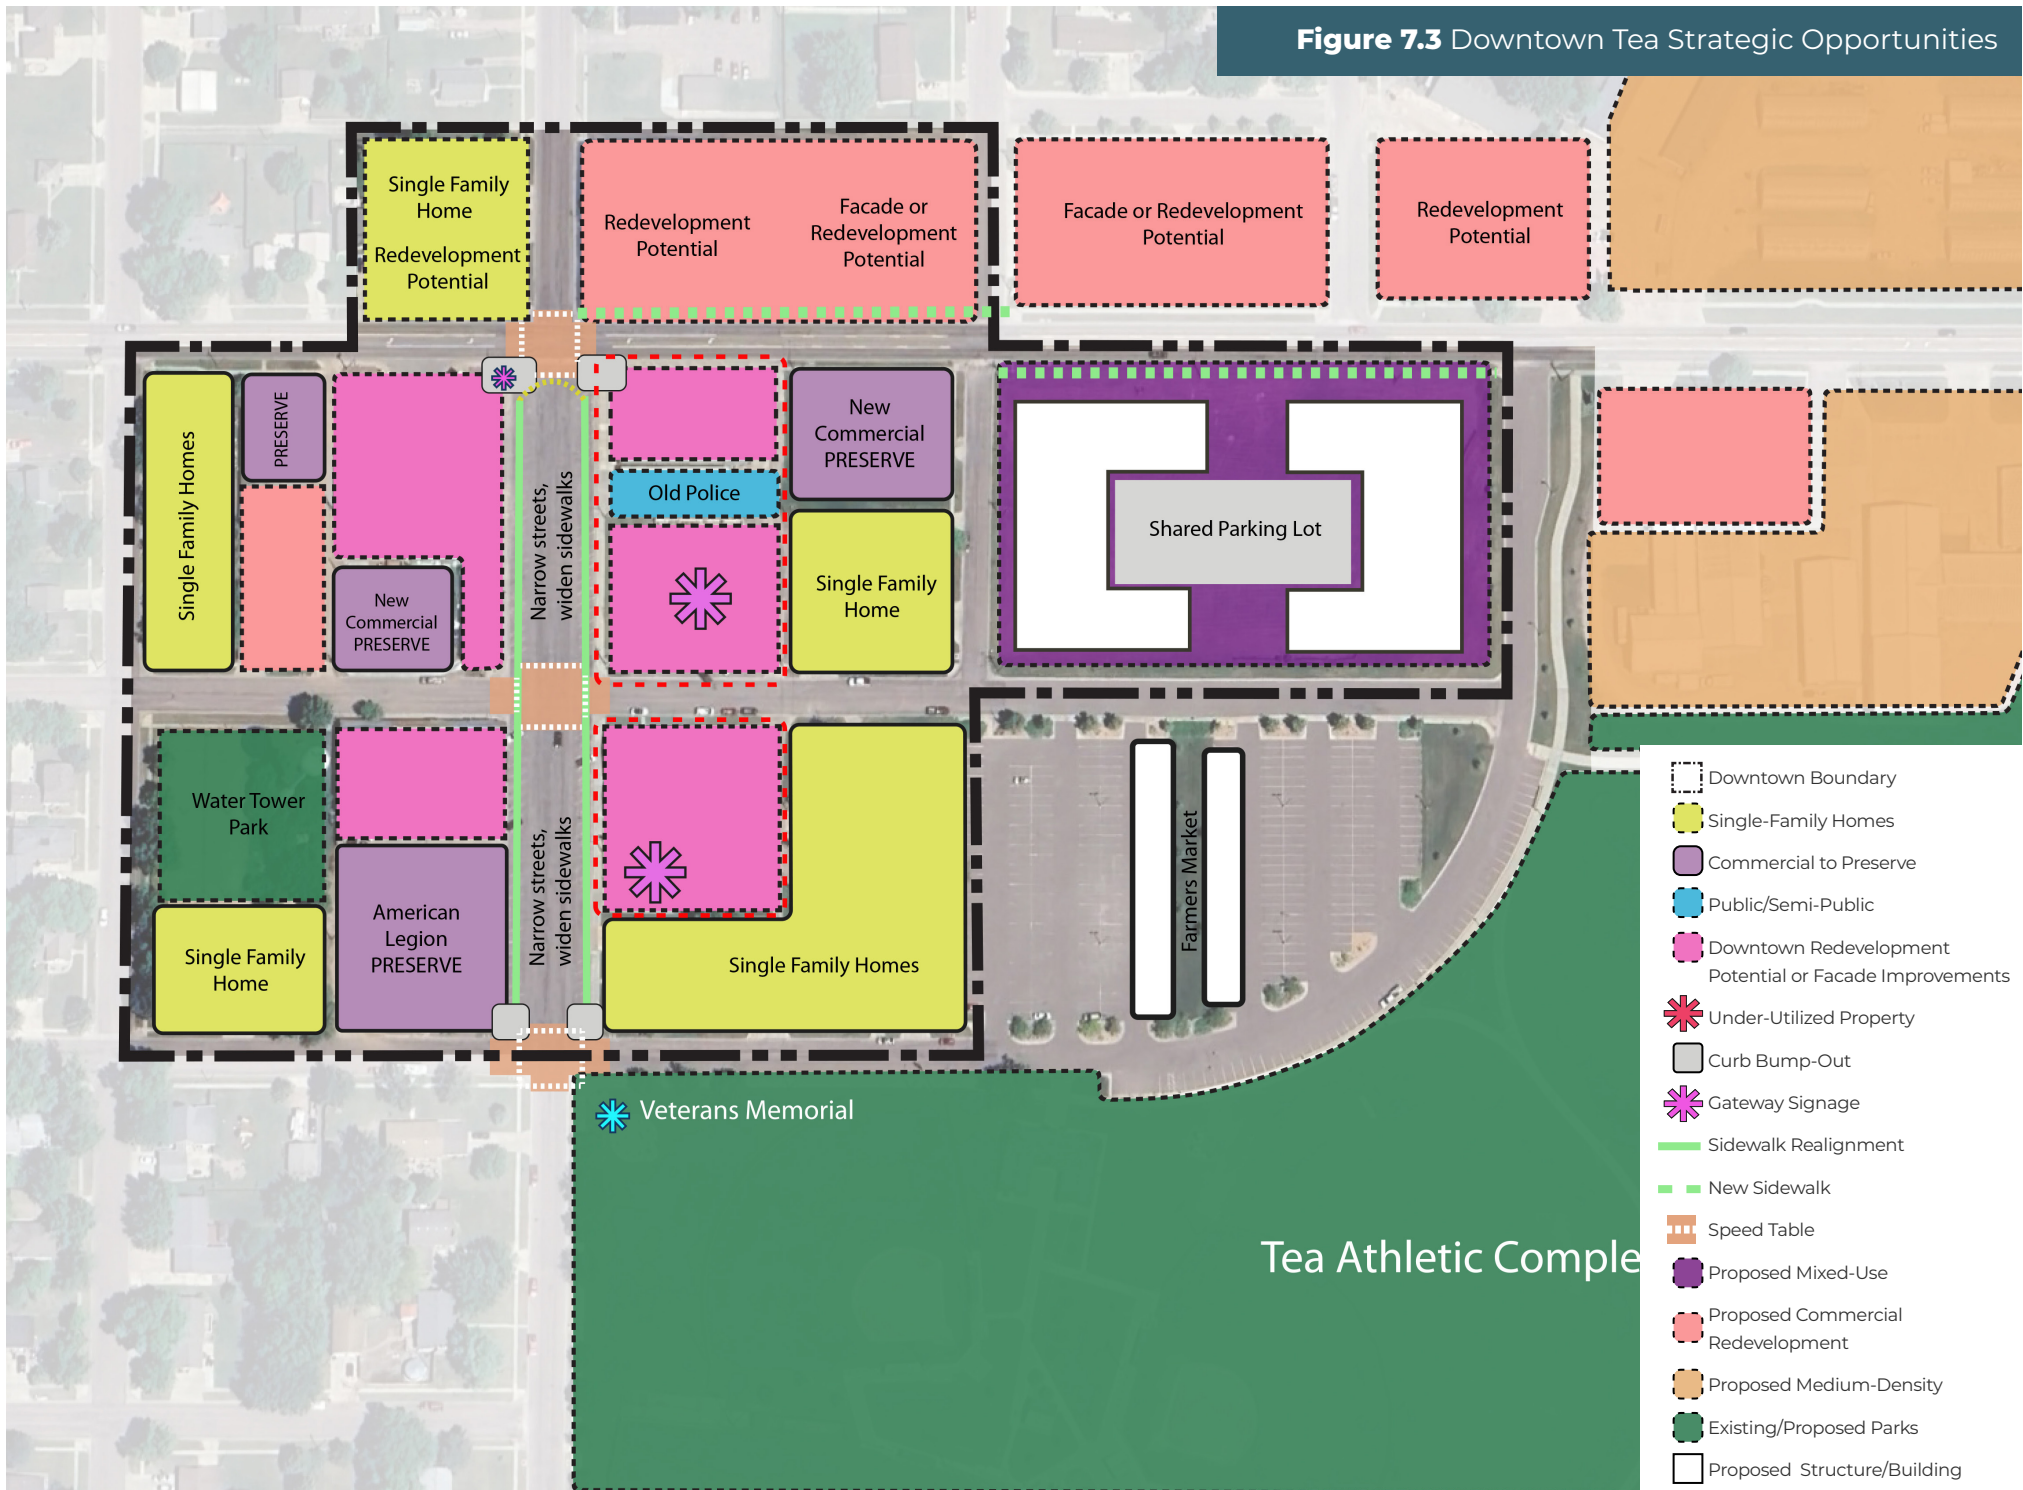 Figure 7.3 Downtown Tea Strategic Opportunities
Single Family
Home
Redevelopment
Potential
Redevelopment
Potential
Facade or
Redevelopment
Potential
Facade or Redevelopment
Potential
Redevelopment
Potential
Single Family Homes
PRESERVE
New
Commercial
PRESERVE
Narrow streets,
widen sidewalks
Old Police
New
Commercial
PRESERVE
Single Family
Home
Shared Parking Lot
Water Tower
Park
Single Family
Home
American
Legion
PRESERVE
Narrow streets,
widen sidewalks
Single Family Homes
Farmers Market
Veterans Memorial
Tea Athletic Comple
Downtown Boundary
Single-Family Homes
Commercial to Preserve
Public/Semi-Public
Downtown Redevelopment
Potential or Facade Improvements
Under-Utilized Property
Curb Bump-Out
Gateway Signage
Sidewalk Realignment
New Sidewalk
Speed Table
Proposed Mixed-Use
Proposed Commercial
Redevelopment
Proposed Medium-Density
Existing/Proposed Parks
Proposed Structure/Building